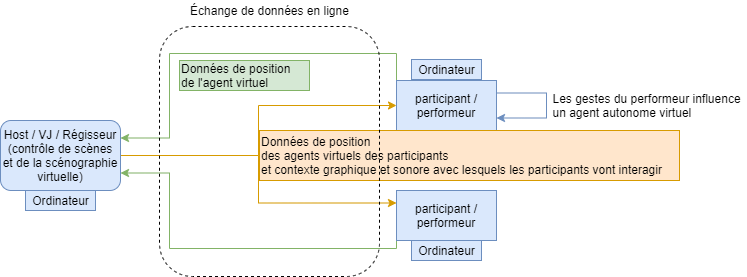 Échange de données en ligne
Données de position
de l'agent virtuel
Ordinateur
participant /
performeur
Les gestes du performeur influence
un agent autonome virtuel
Host / VJ / Régisseur
(contrôle de scènes
et de la scénographie
virtuelle)
Ordinateur
Données de position
des agents virtuels des participants
et contexte graphique et sonore avec lesquels les participants vont interagir
participant /
performeur
Ordinateur